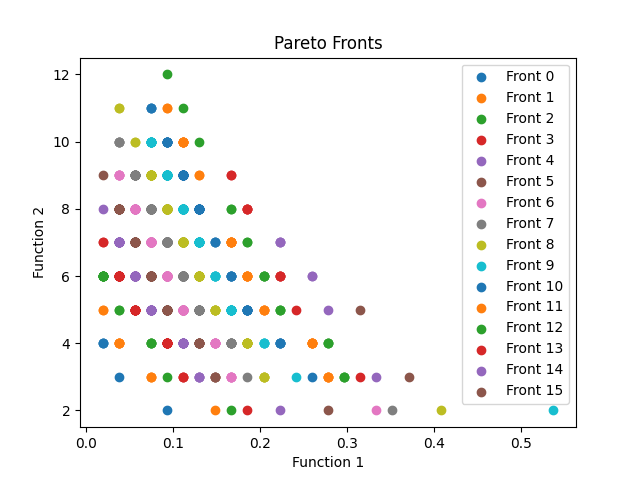 Pareto Fronts
12
10
8
6
4
2
Function 2
0.0
0.1
0.2
0.3
0.4
0.5
Function 1
Front 0
Front 1
Front 2
Front 3
Front 4
Front 5
Front 6
Front 7
Front 8
Front 9
Front 10
Front 11
Front 12
Front 13
Front 14
Front 15